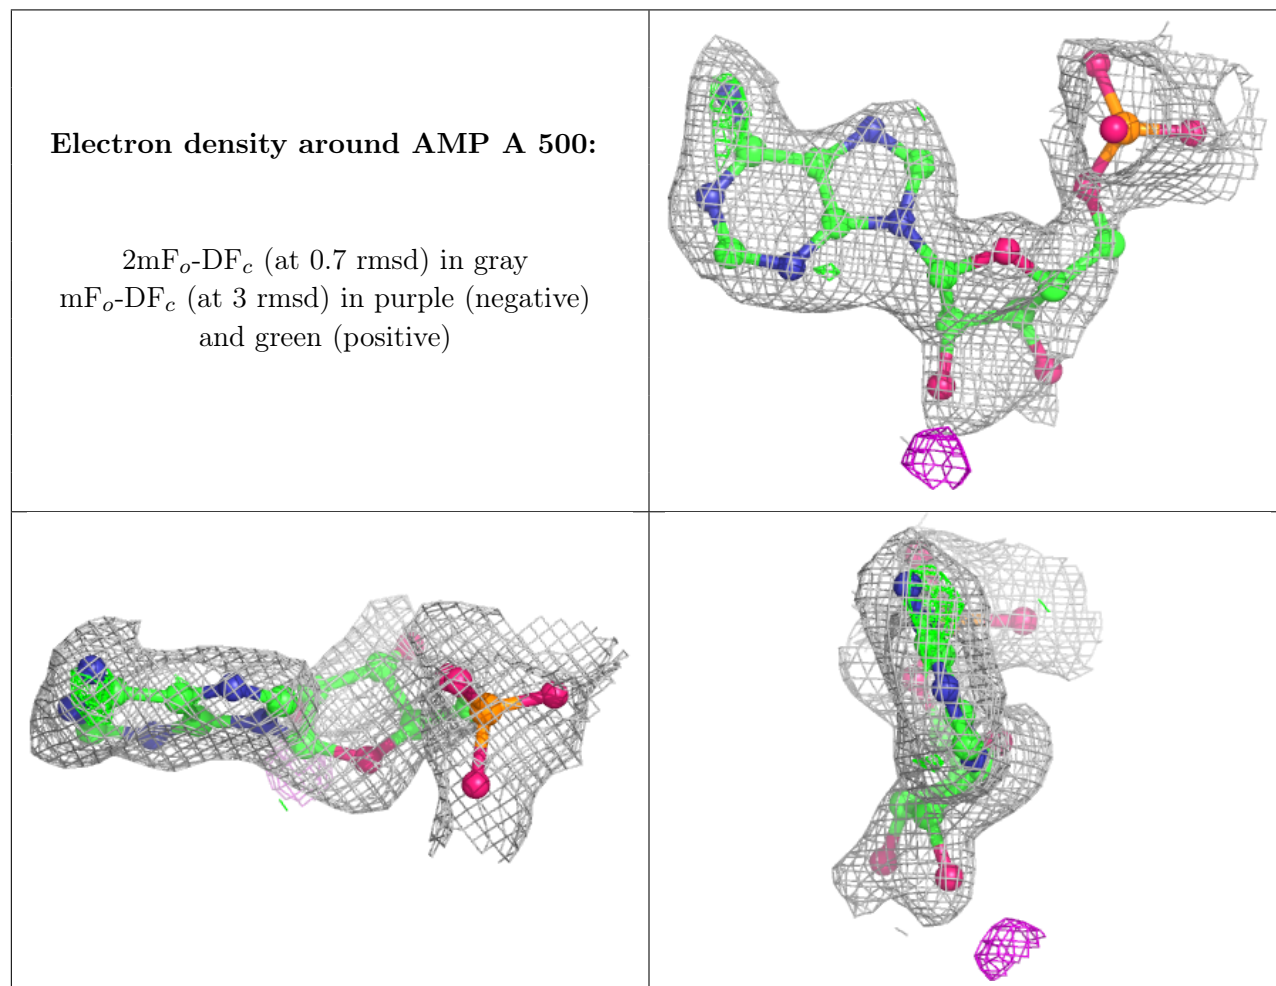 Electron density around AMP A 500:
2mFo-DFc (at 0.7 rmsd) in gray
mFo-DFc (at 3 rmsd) in purple (negative)
and green (positive)